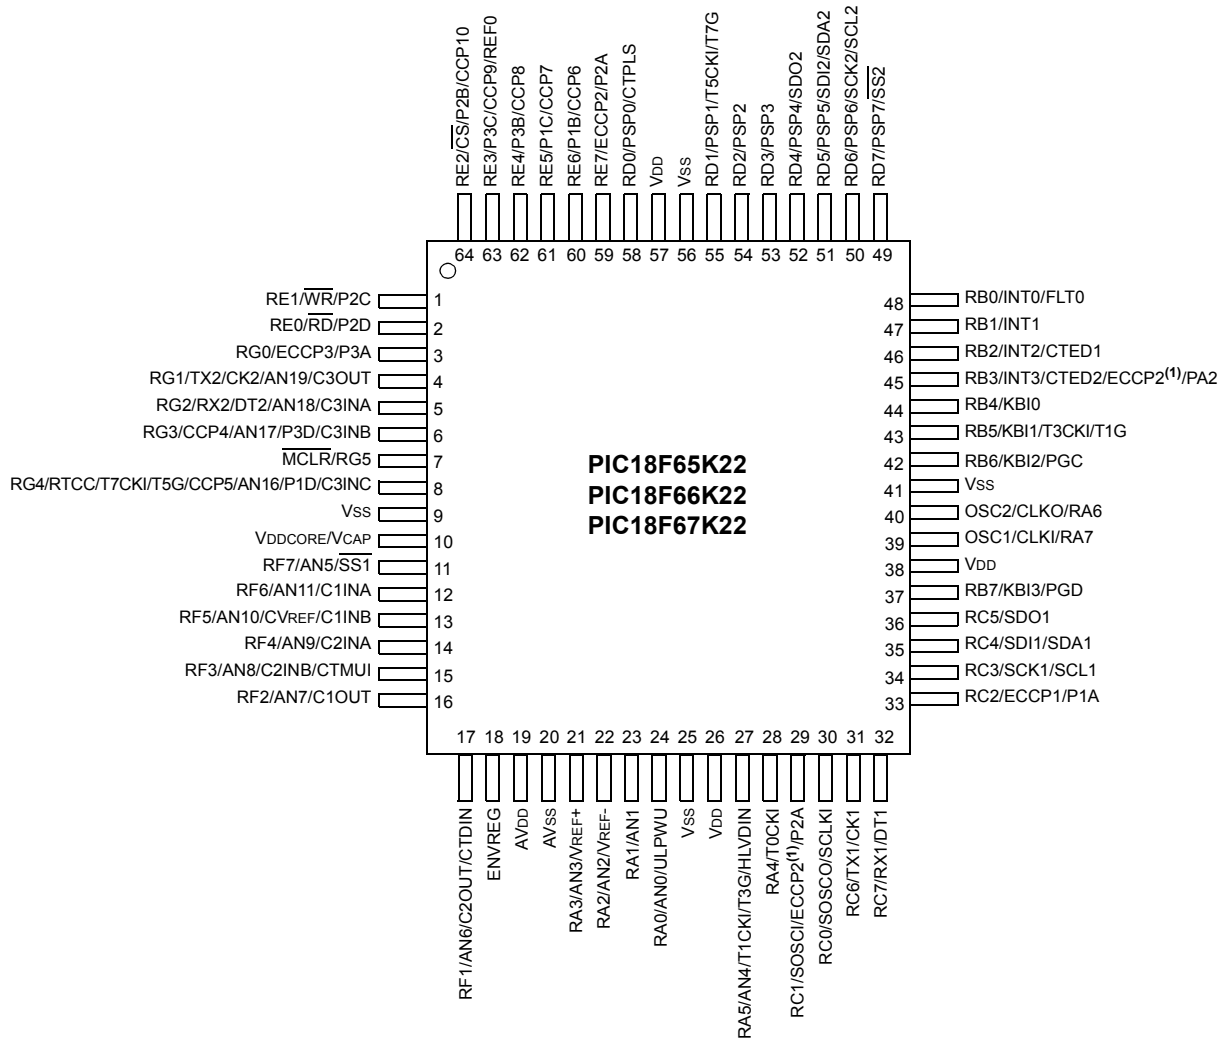 RE2/CS/P2B/CCP10
RE3/P3C/CCP9/REF0
RE4/P3B/CCP8
RE5/P1C/CCP7
RE6/P1B/CCP6
RE7/ECCP2/P2A
RD0/PSP0/CTPLS
VDD
VSS
RD1/PSP1/T5CKI/T7G
RD2/PSP2
RD3/PSP3
RD4/PSP4/SDO2
RD5/PSP5/SDI2/SDA2
RD6/PSP6/SCK2/SCL2
RD7/PSP7/SS2
64 63 62 61 60 59 58 57 56 55 54 53 52 51 50 49
RE1/WR/P2C 1
RE0/RD/P2D 2
RG0/ECCP3/P3A 3
RG1/TX2/CK2/AN19/C3OUT 4
RG2/RX2/DT2/AN18/C3INA 5
RG3/CCP4/AN17/P3D/C3INB 6
MCLR/RG5 7
RG4/RTCC/T7CKI/T5G/CCP5/AN16/P1D/C3INC 8
VSS 9
VDDCORE/VCAP 10
RF7/AN5/SS1 11
RF6/AN11/C1INA 12
RF5/AN10/CVREF/C1INB 13
RF4/AN9/C2INA 14
RF3/AN8/C2INB/CTMUI 15
RF2/AN7/C1OUT 16
PIC18F65K22
PIC18F66K22
PIC18F67K22
48 RB0/INT0/FLT0
47 RB1/INT1
46 RB2/INT2/CTED1
45 RB3/INT3/CTED2/ECCP2(1)/PA2
44 RB4/KBI0
43 RB5/KBI1/T3CKI/T1G
42 RB6/KBI2/PGC
41 VSS
40 OSC2/CLKO/RA6
39 OSC1/CLKI/RA7
38 VDD
37 RB7/KBI3/PGD
36 RC5/SDO1
35 RC4/SDI1/SDA1
34 RC3/SCK1/SCL1
33 RC2/ECCP1/P1A
17 18 19 20 21 22 23 24 25 26 27 28 29 30 31 32
RF1/AN6/C2OUT/CTDIN
ENVREG
AVDD
AVSS
RA3/AN3/VREF+
RA2/AN2/VREF-
RA1/AN1
RA0/AN0/ULPWU
VSS
VDD
RA5/AN4/T1CKI/T3G/HLVDIN
RA4/T0CKI
RC1/SOSCI/ECCP2(1)/P2A
RC0/SOSCO/SCLKI
RC6/TX1/CK1
RC7/RX1/DT1